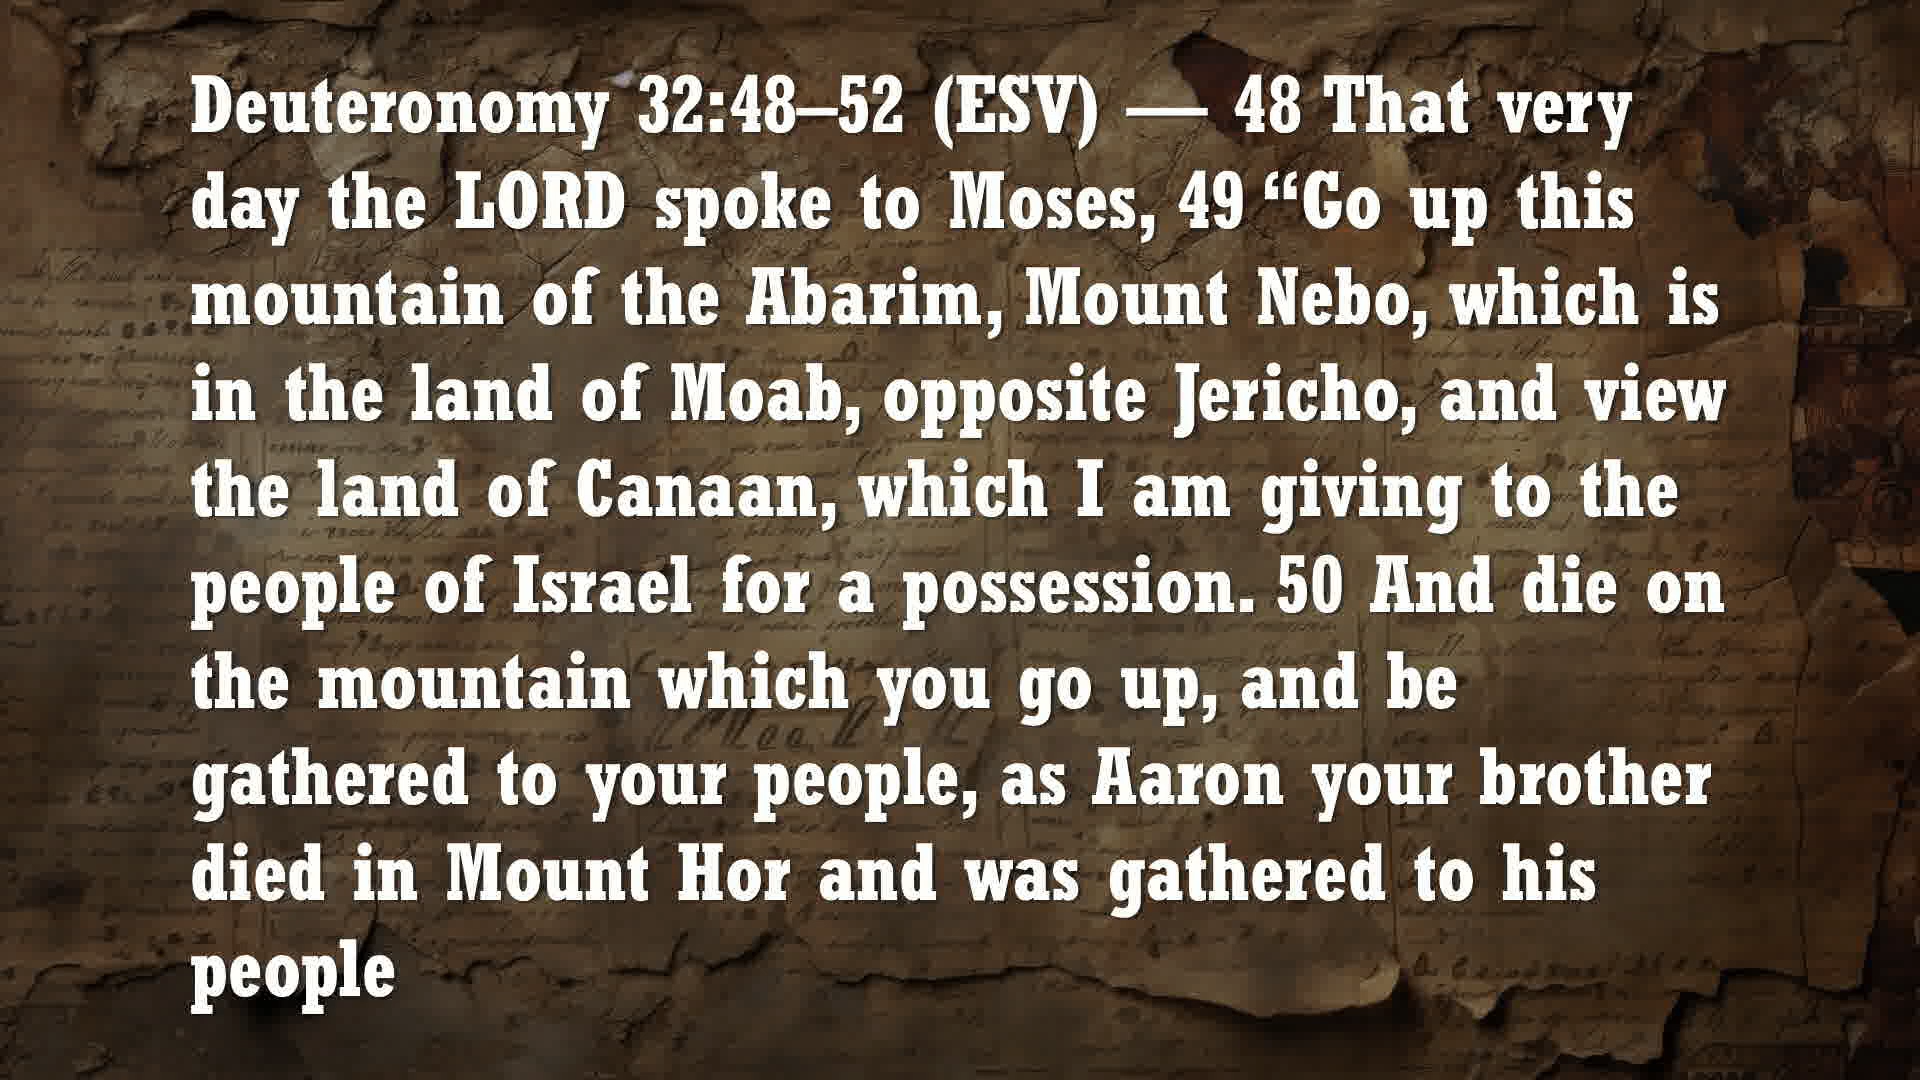 Deuteronomy 32:48–52 (ESV) — 48 That very
day the LORD spoke to Moses, 49 “Go up this
mountain of the Abarim, Mount Nebo, which is
in the land of Moab, opposite Jericho, and view
the land of Canaan, which I am giving to the
people of Israel for a possession. 50 And die on
the mountain which you go up, and be
gathered to your people, as Aaron your brother
died in Mount Hor and was gathered to his
people